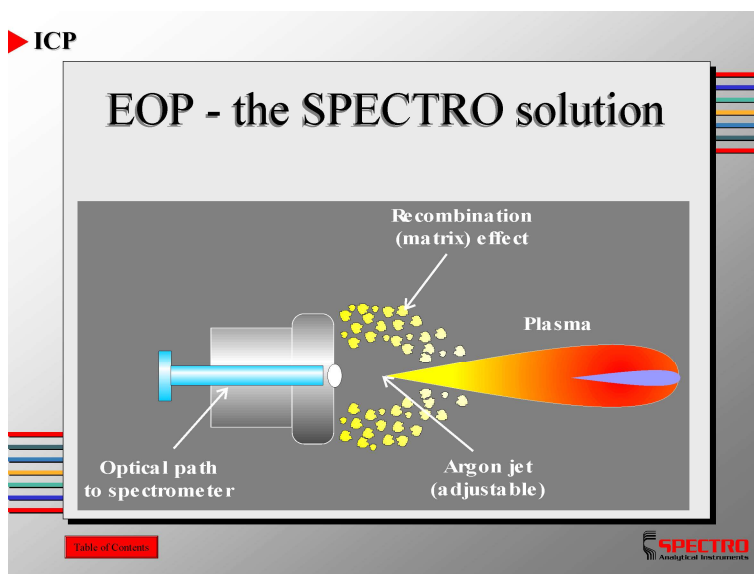 ICP
EOP - the SPECTRO solution
Recombination
(matrix) effect
Plasma
Optical path
to spectrometer
Argon jet
(adjustable)
Table of Contents
SPECTRO
Analytical Instruments